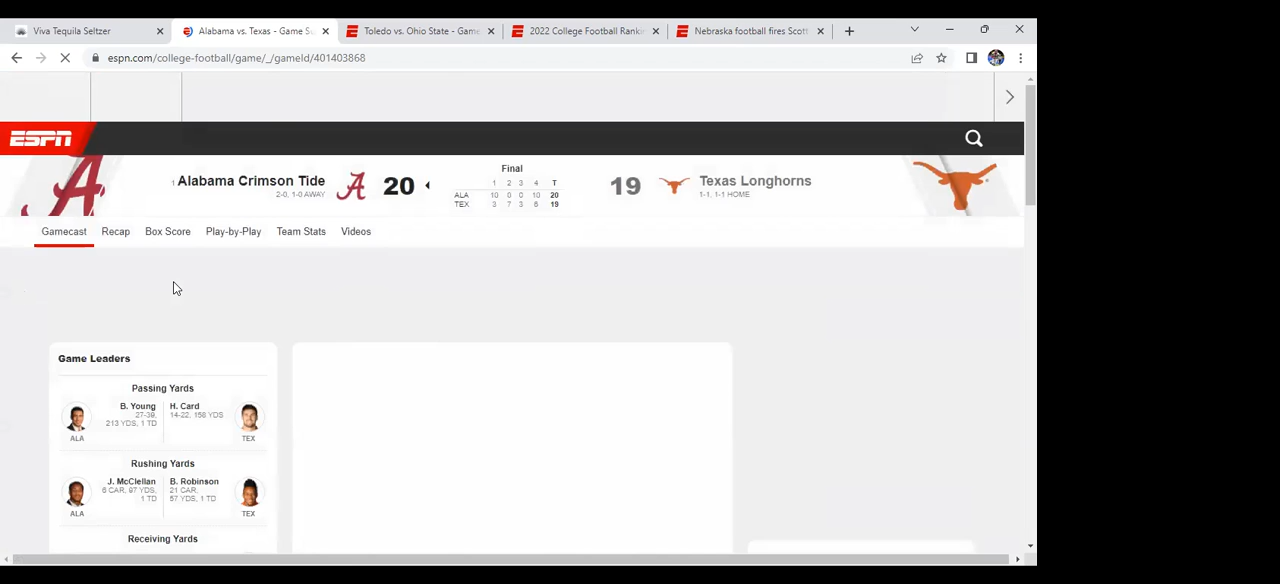 Viva Tequila Seltzer
Alabama vs. Texas - Game Su
Toledo vs. Ohio State - Game
2022 College Football Rankin
Nebraska football fires Scott
espn.com/college-football/game/_/gameId/401403868
ESPN
1 Alabama Crimson Tide
2-0, 1-0 AWAY
20
Final
1 2 3 4 T
ALA 10 0 0 10 20
TEX 3 7 3 6 19
19
Texas Longhorns
1-1, 1-1 HOME
Gamecast Recap Box Score Play-by-Play Team Stats Videos
Game Leaders
Passing Yards
B. Young
27-39,
213 YDS, 1 TD
ALA
H. Card
14-22, 158 YDS
TEX
Rushing Yards
J. McClellan
6 CAR, 97 YDS,
1 TD
ALA
B. Robinson
21 CAR,
57 YDS, 1 TD
TEX
Receiving Yards